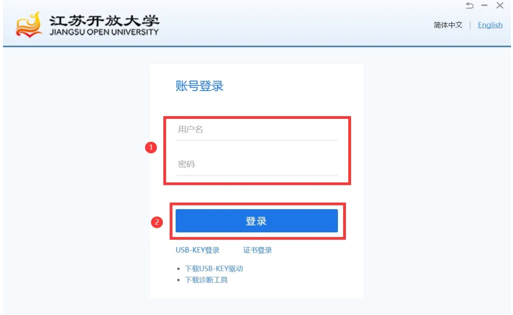 江苏开放大学
JIANGSU OPEN UNIVERSITY
简体中文 | English
账号登录
用户名
1
密码
2 登录
USB-KEY登录 证书登录
• 下载USB-KEY驱动
• 下载诊断工具